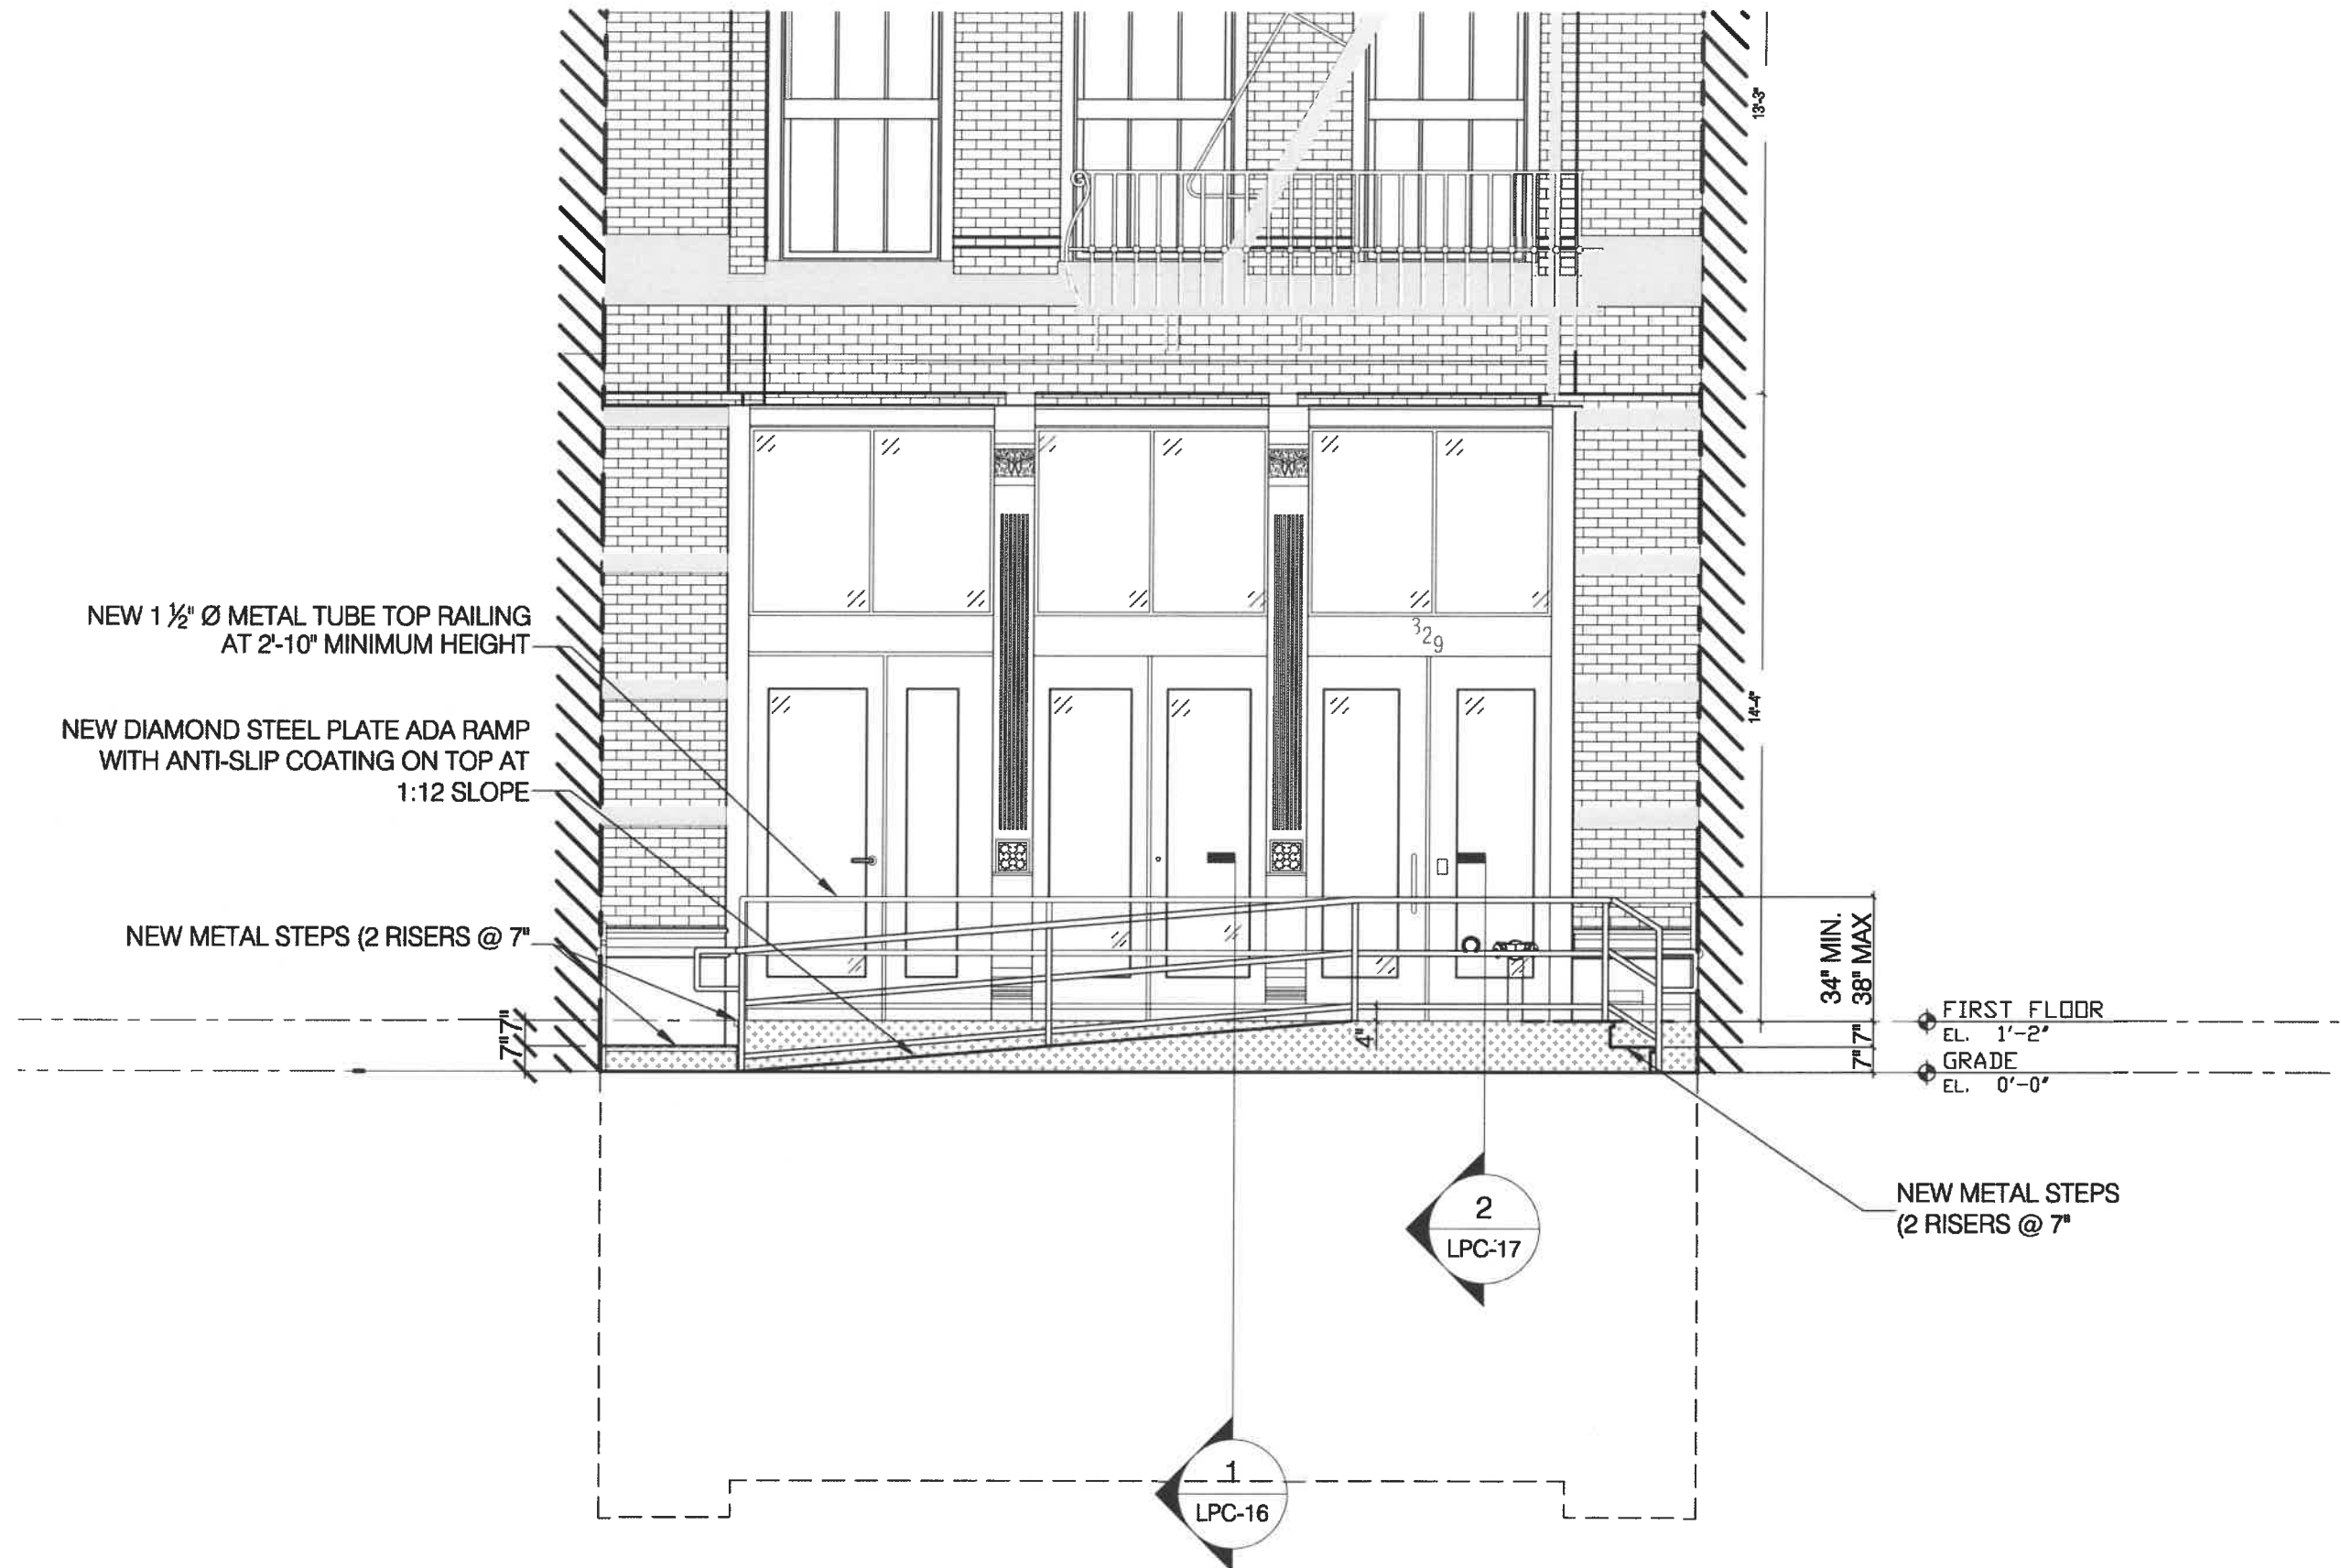 13'-3"
NEW 1 ½" Ø METAL TUBE TOP RAILING
AT 2'-10" MINIMUM HEIGHT
329
NEW DIAMOND STEEL PLATE ADA RAMP
WITH ANTI-SLIP COATING ON TOP AT
1:12 SLOPE
14'-4"
NEW METAL STEPS (2 RISERS @ 7"
34" MIN.
38" MAX
7" 7"
4"
7" 7"
FIRST FLOOR
EL. 1'-2"
GRADE
EL. 0'-0"
NEW METAL STEPS
(2 RISERS @ 7"
2
LPC-17
1
LPC-16